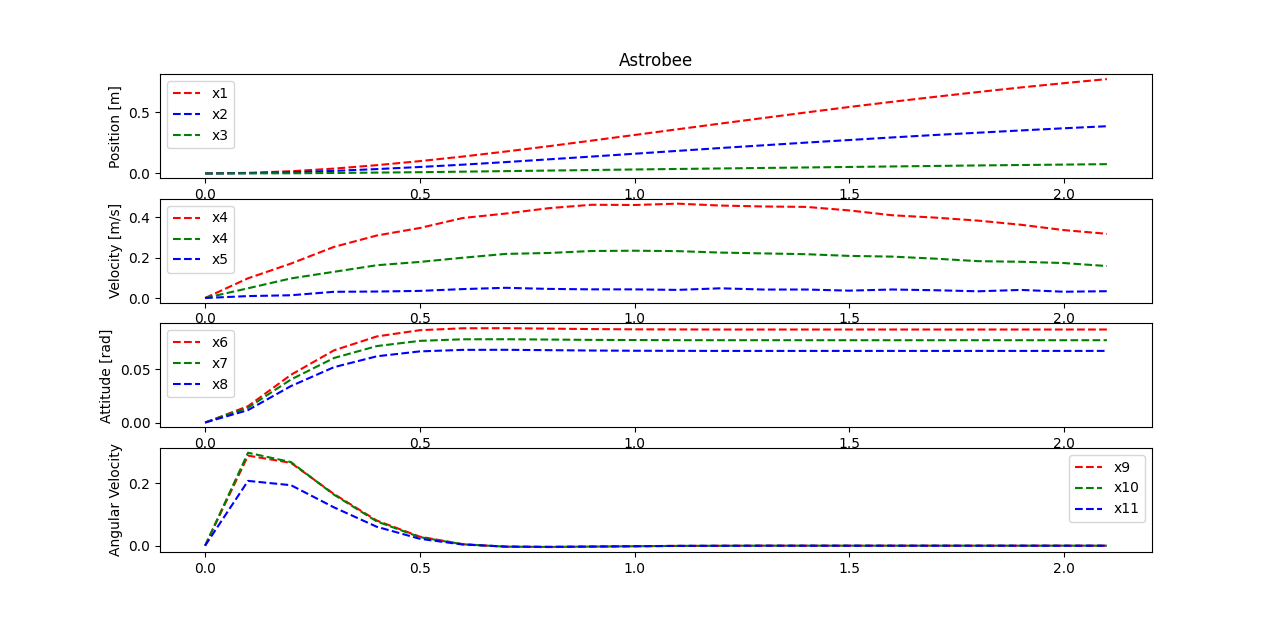 Astrobee
Position [m]
0.5
0.0
x1
x2
x3
0.0 0.5 1.0 1.5 2.0
Velocity [m/s]
0.4
0.2
0.0
x4
x4
x5
0.0 0.5 1.0 1.5 2.0
Attitude [rad]
0.05
0.00
x6
x7
x8
0.0 0.5 1.0 1.5 2.0
Angular Velocity
0.2
0.0
x9
x10
x11
0.0 0.5 1.0 1.5 2.0